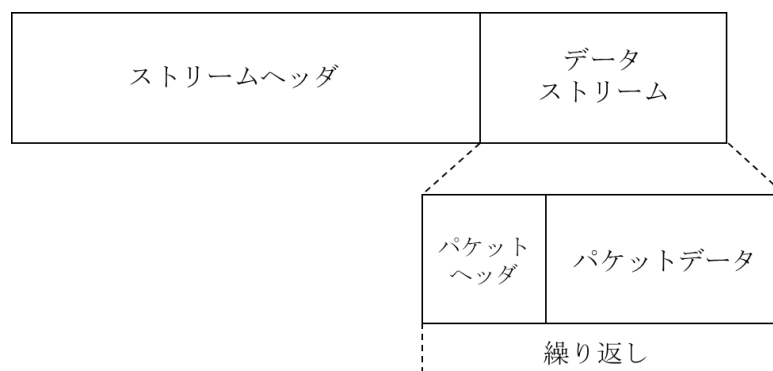 ストリームヘッダ
データ
ストリーム
パケット
ヘッダ
パケットデータ
繰り返し